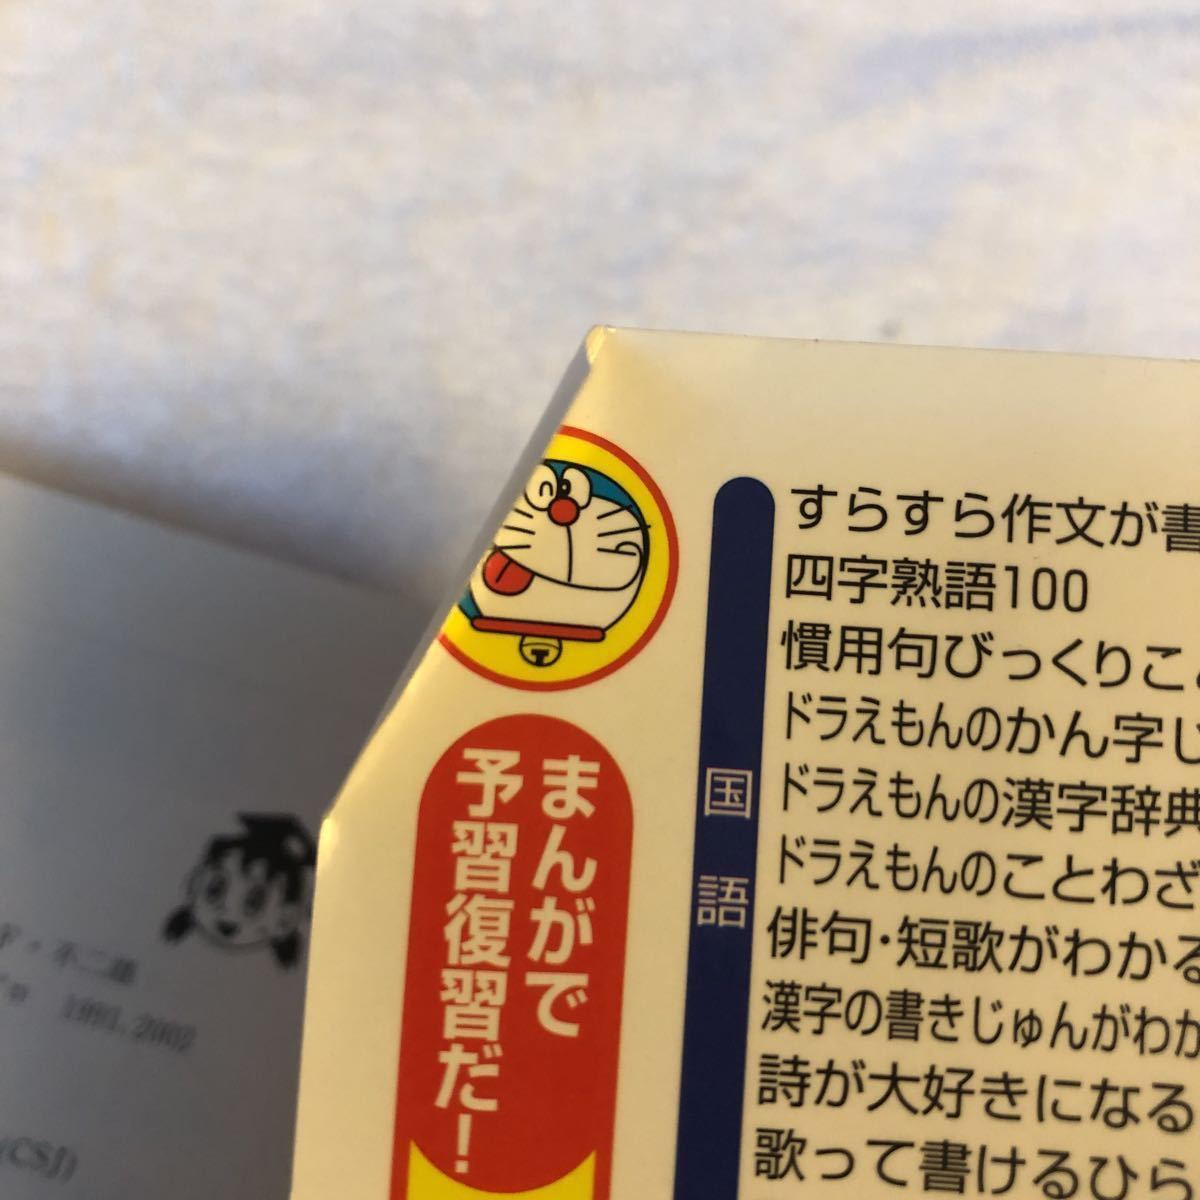 まんがで
予習復習だ!
国語
すらすら作文が書
四字熟語100
慣用句びっくりこ
ドラえもんのかん字じ
ドラえもんの漢字辞典
ドラえもんのことわざ
俳句・短歌がわかる
漢字の書きじゅんがわか
詩が大好きになる
歌って書けるひら
・不二雄
1991,2002
(CSJ)